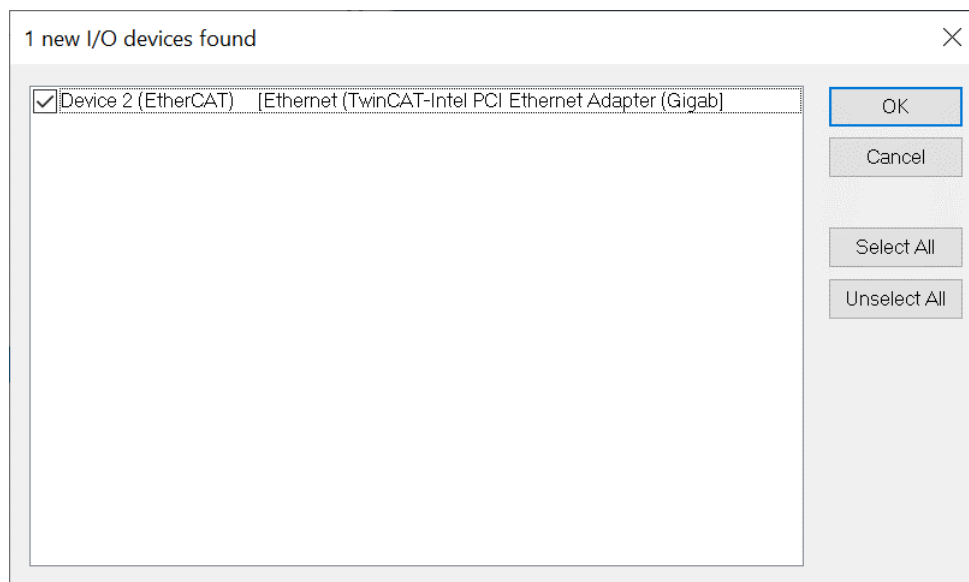 1 new I/O devices found
Device 2 (EtherCAT) [Ethernet (TwinCAT-Intel PCI Ethernet Adapter (Gigab]
OK
Cancel
Select All
Unselect All